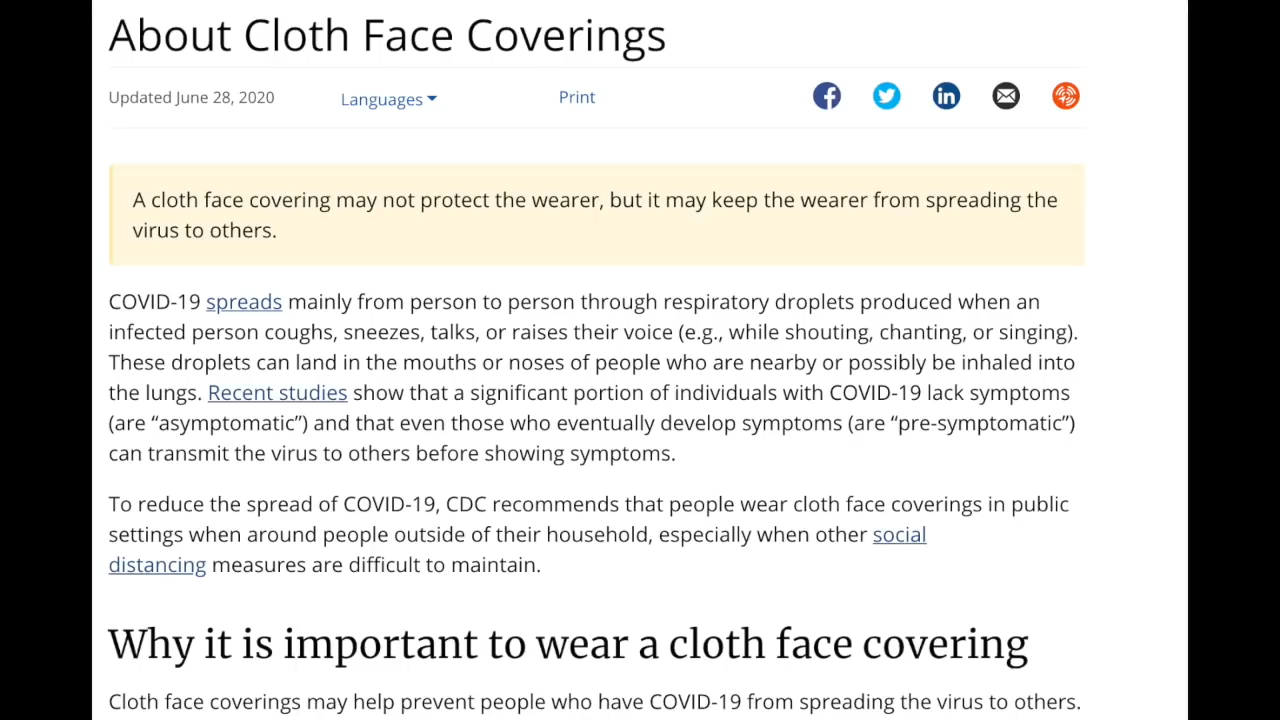 About Cloth Face Coverings
Updated June 28, 2020 Languages Print
A cloth face covering may not protect the wearer, but it may keep the wearer from spreading the
virus to others.
COVID-19 spreads mainly from person to person through respiratory droplets produced when an
infected person coughs, sneezes, talks, or raises their voice (e.g., while shouting, chanting, or singing).
These droplets can land in the mouths or noses of people who are nearby or possibly be inhaled into
the lungs. Recent studies show that a significant portion of individuals with COVID-19 lack symptoms
(are “asymptomatic”) and that even those who eventually develop symptoms (are “pre-symptomatic”)
can transmit the virus to others before showing symptoms.
To reduce the spread of COVID-19, CDC recommends that people wear cloth face coverings in public
settings when around people outside of their household, especially when other social
distancing measures are difficult to maintain.
Why it is important to wear a cloth face covering
Cloth face coverings may help prevent people who have COVID-19 from spreading the virus to others.